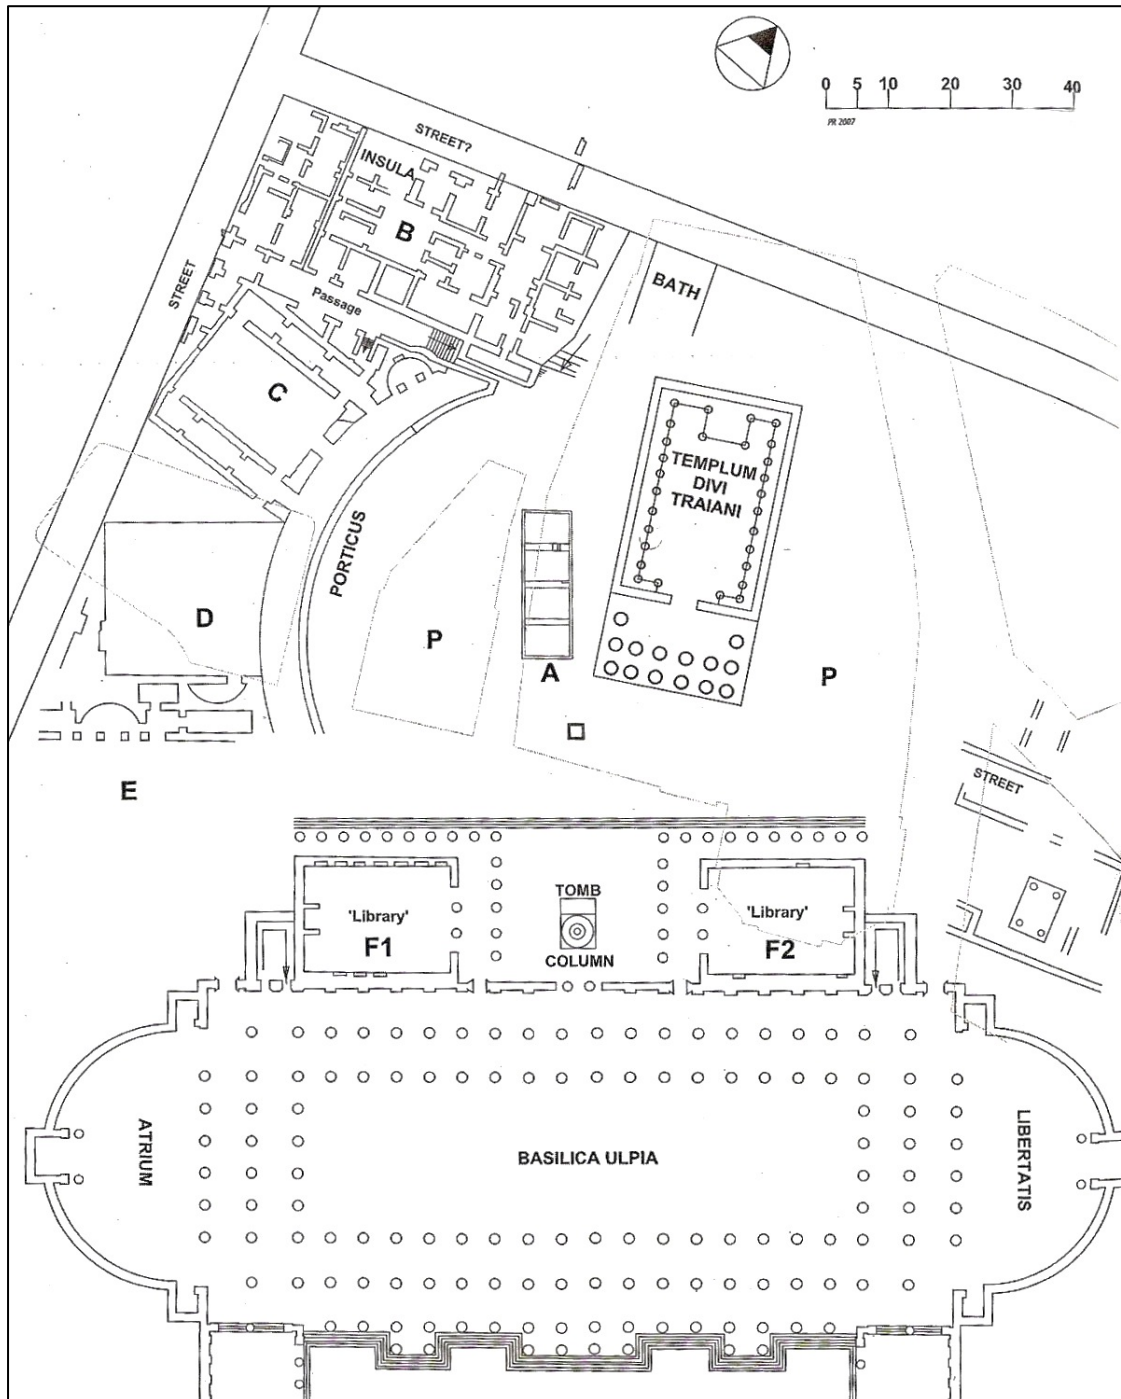 0 5 10 20 30 40
PR 2007
STREET?
INSULA
B
STREET
Passage
BATH
C
TEMPLUM
DIVI
TRAIANI
PORTICUS
D
P
A
P
E
STREET
TOMB
'Library'
F1
COLUMN
'Library'
F2
ATRIUM
BASILICA ULPIA
LIBERTATIS